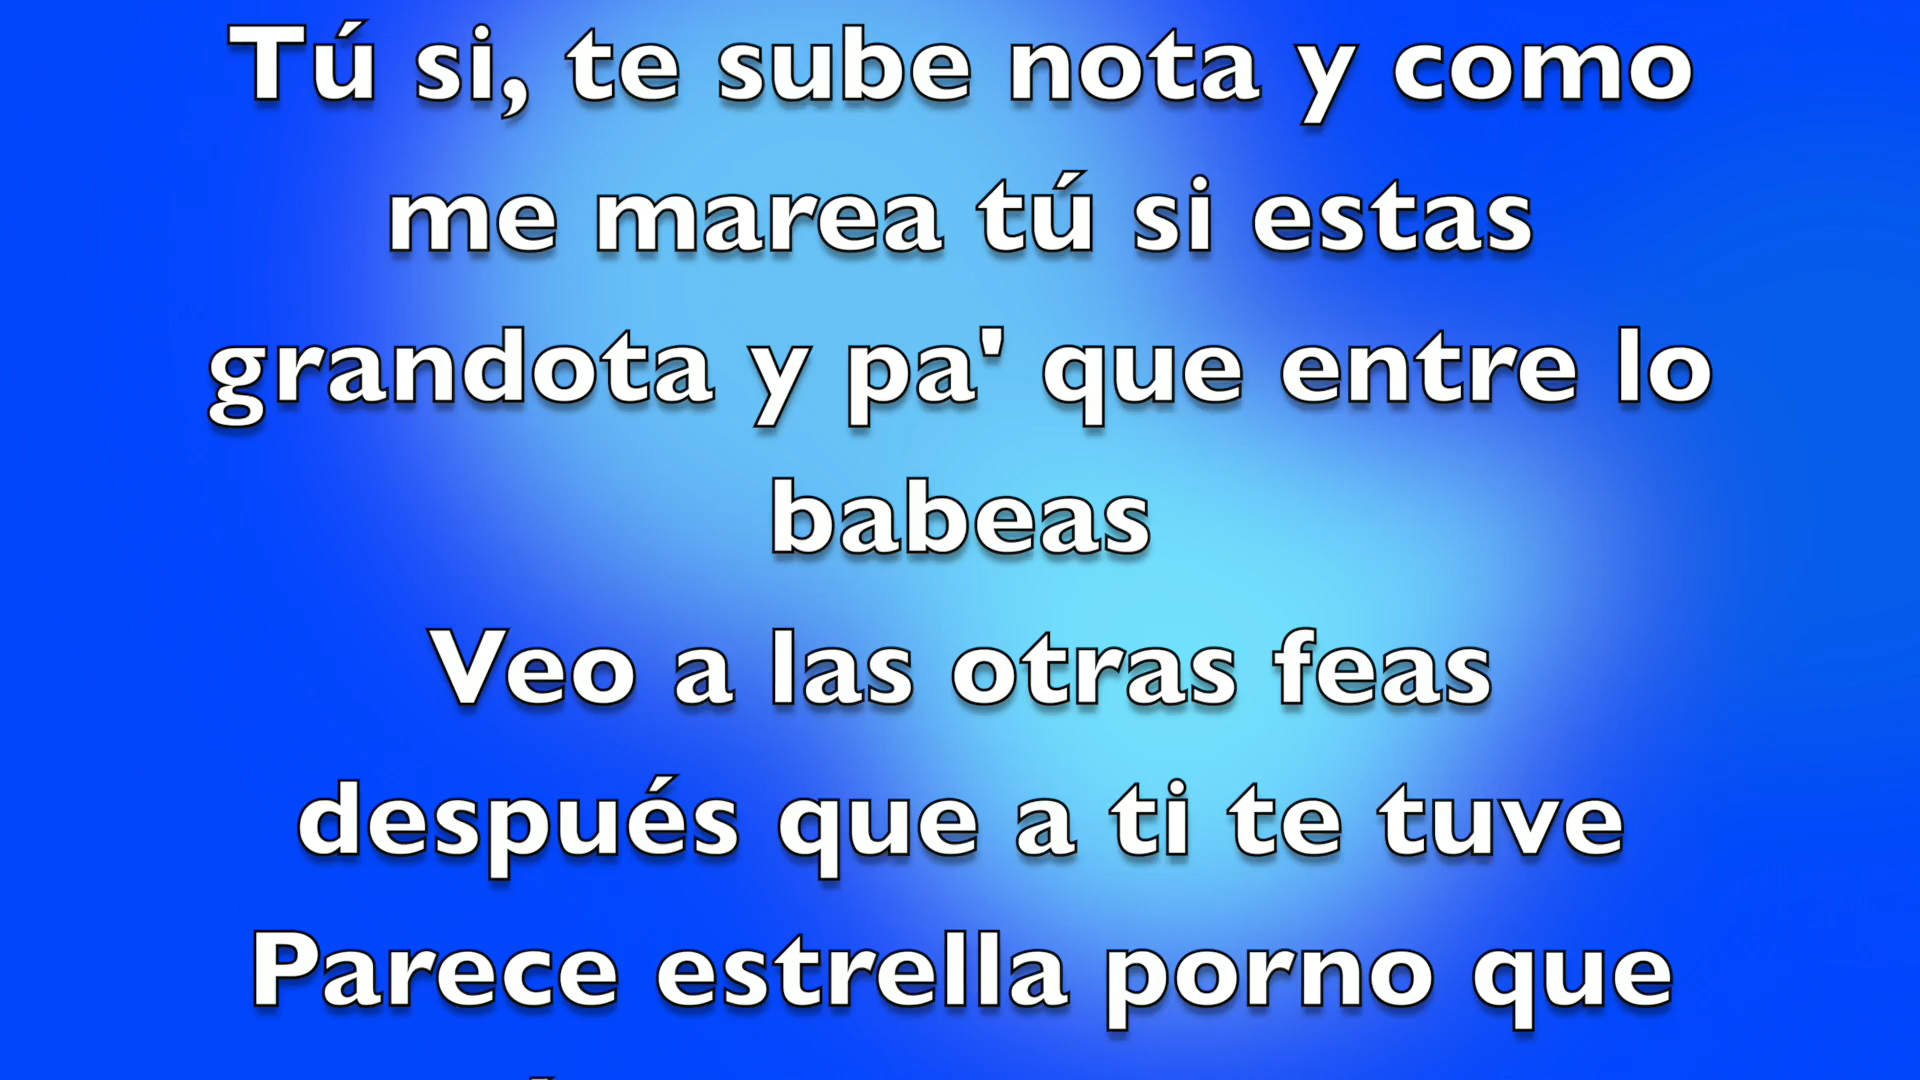 Tú si, te sube nota y como
me marea tú si estas
grandota y pa' que entre lo
babeas
Veo a las otras feas
después que a ti te tuve
Parece estrella porno que